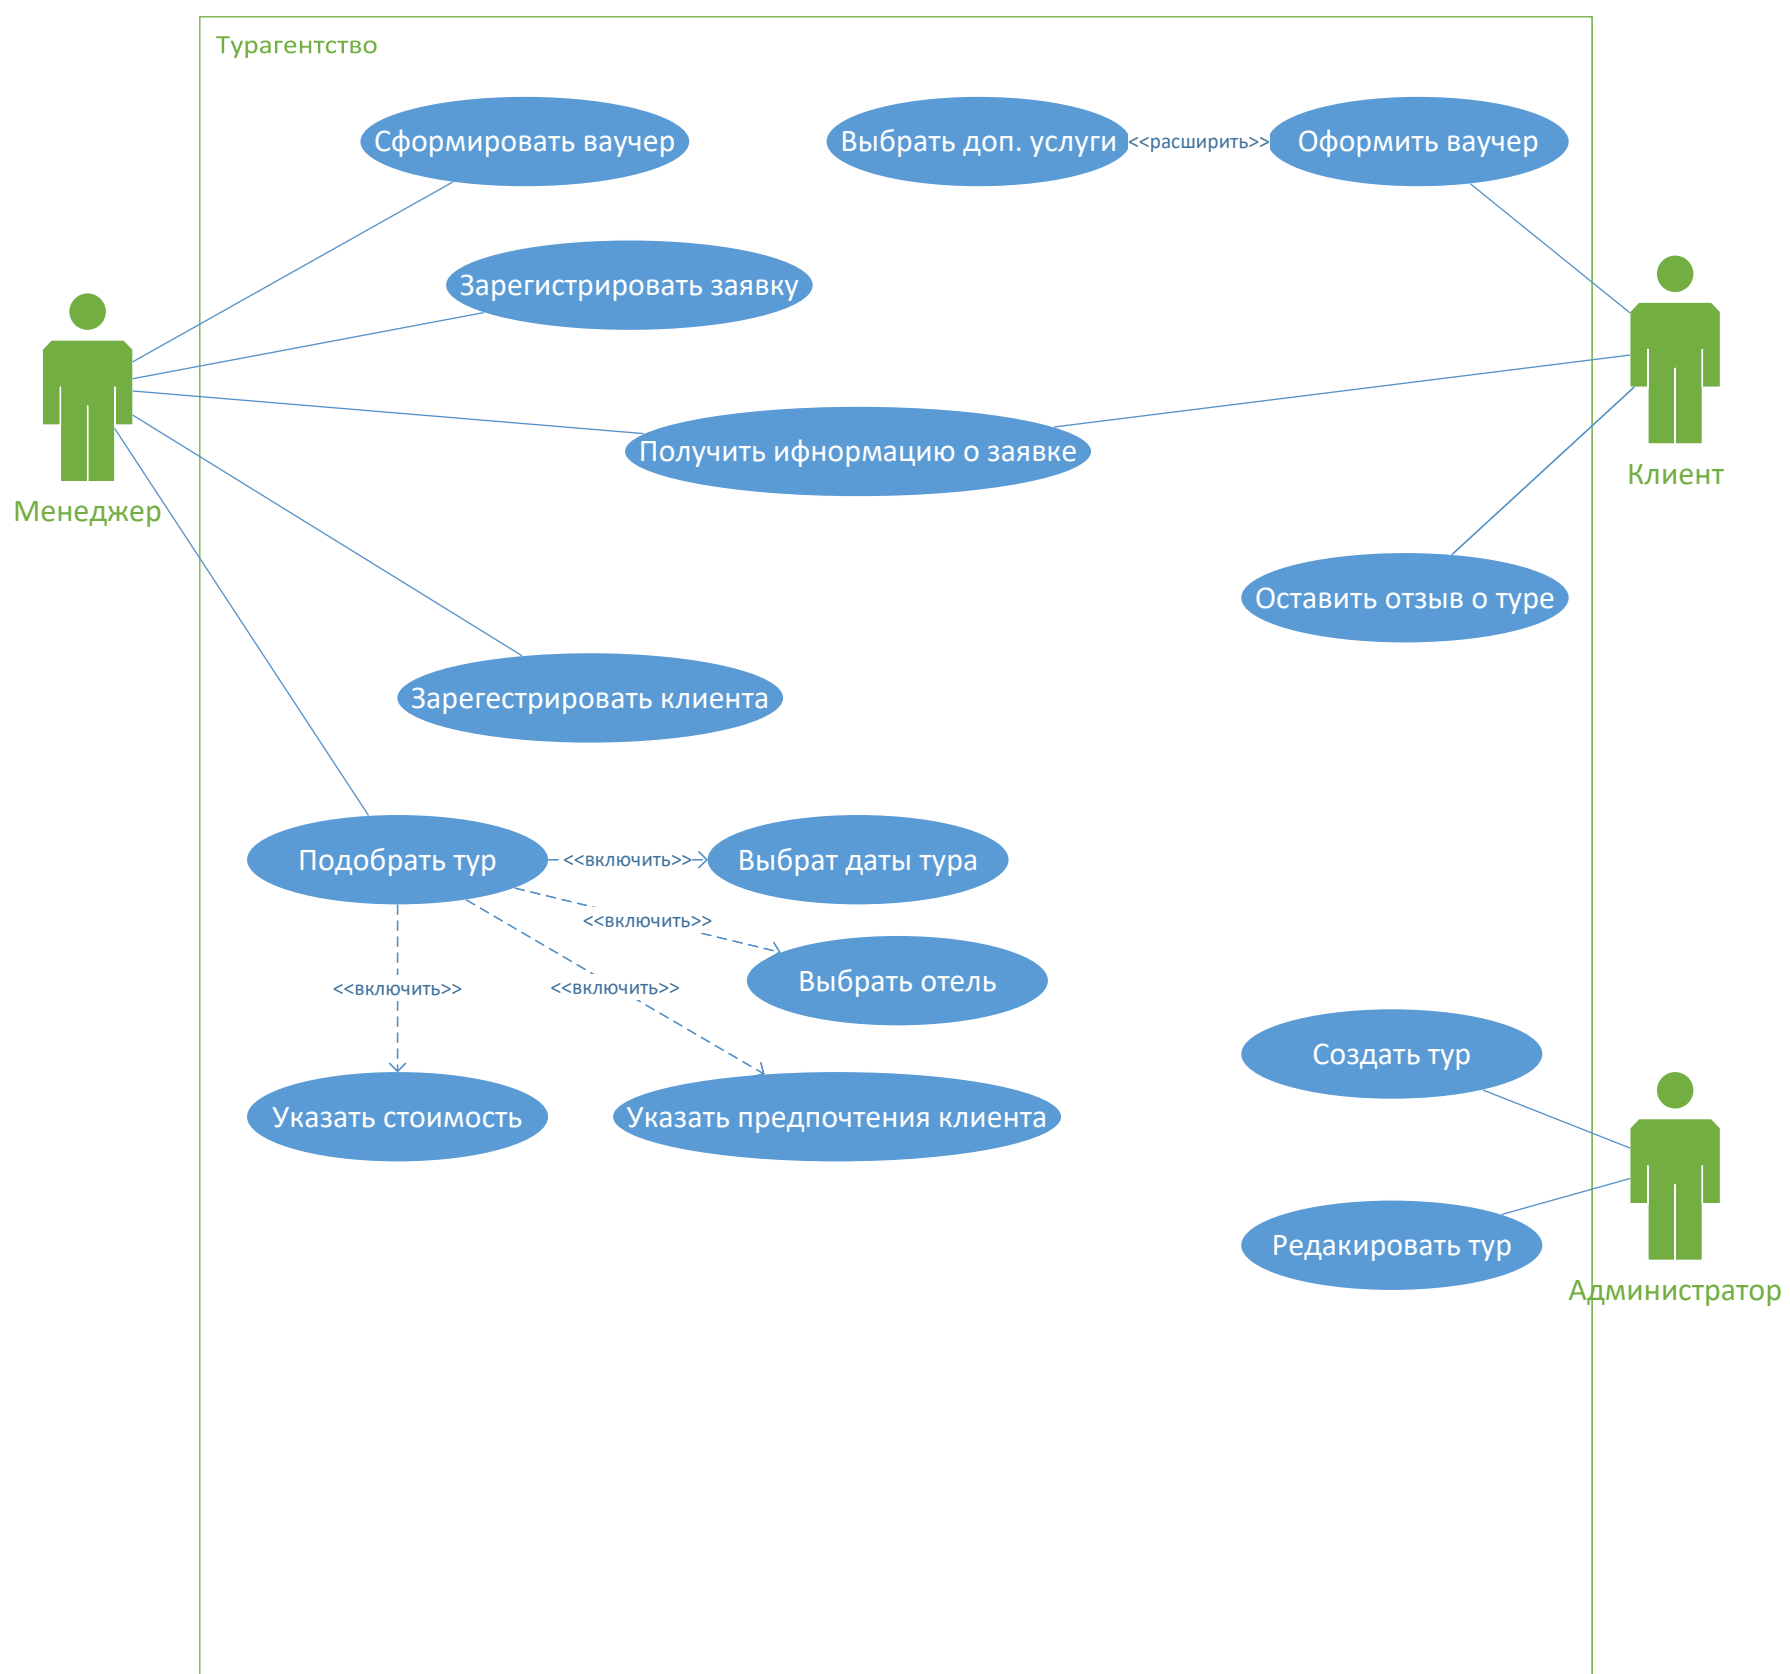 Турагентство
Сформировать ваучер
Выбрать доп. услуги
<<расширить>>
Оформить ваучер
Зарегистрировать заявку
Получить ифнормацию о заявке
Клиент
Менеджер
Оставить отзыв о туре
Зарегестрировать клиента
Подобрать тур
<<включить>>
Выбрат даты тура
<<включить>>
Выбрать отель
<<включить>>
<<включить>>
Создать тур
Указать стоимость
Указать предпочтения клиента
Редакировать тур
Администратор